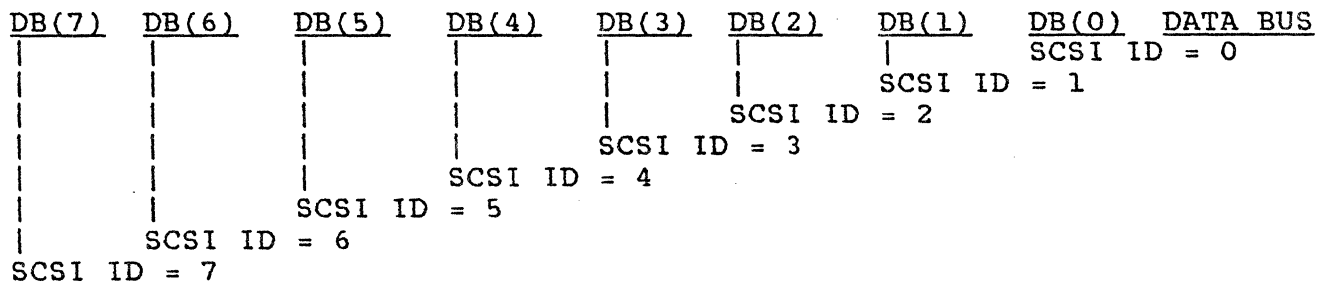 DB(7) DB(6) DB(5) DB(4) DB(3) DB(2) DB(1) DB(0) DATA BUS
| | | | | | | SCSI ID = 0
| | | | | | SCSI ID = 1
| | | | | SCSI ID = 2
| | | | SCSI ID = 3
| | | SCSI ID = 4
| | SCSI ID = 5
| SCSI ID = 6
SCSI ID = 7